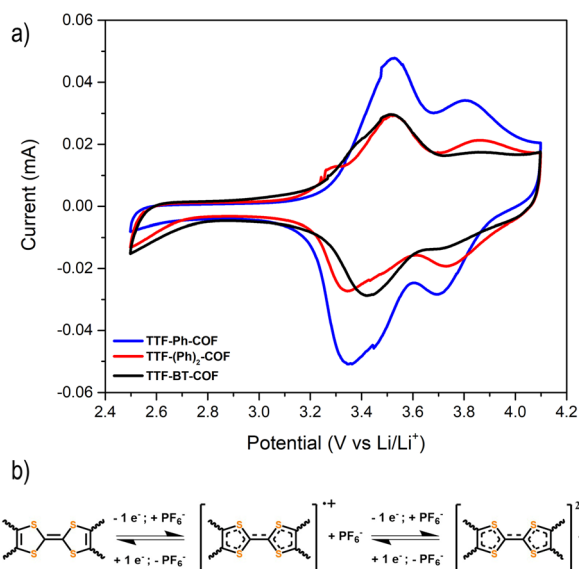 a)
0.06
0.04
0.02
0.00
-0.02
-0.04
-0.06
Current (mA)
TTF-Ph-COF
TTF-(Ph)₂-COF
TTF-BT-COF
2.4 2.6 2.8 3.0 3.2 3.4 3.6 3.8 4.0 4.2
Potential (V vs Li/Li⁺)
b)
- 1 e⁻; + PF₆⁻
+ 1 e⁻; - PF₆⁻
S S S S
•+
+ PF₆⁻
- 1 e⁻; + PF₆⁻
+ 1 e⁻; - PF₆⁻
S S S S
2
S S S S